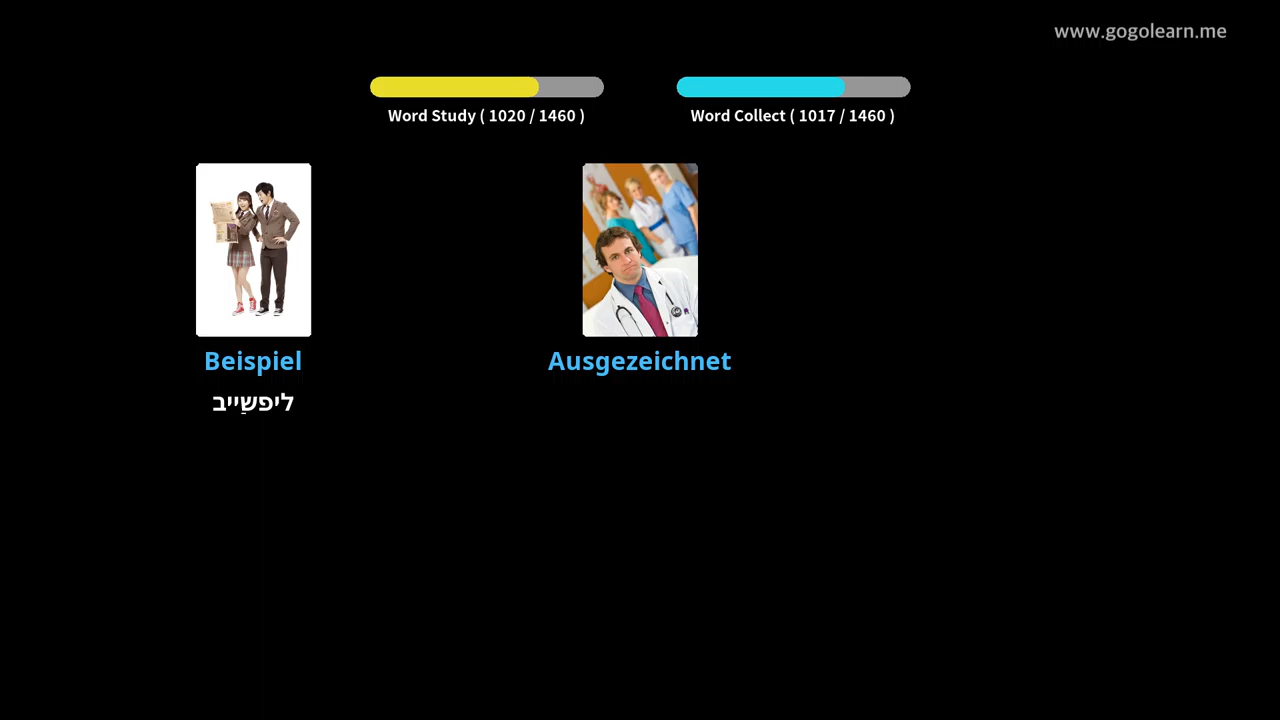 www.gogolearn.me
Word Study ( 1020 / 1460 )
Word Collect ( 1017 / 1460 )
Beispiel
ליפשַייב
Ausgezeichnet